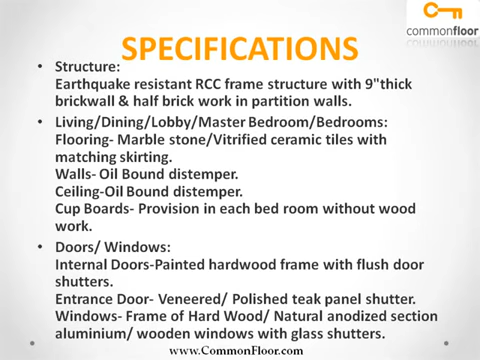 commonfloor
SPECIFICATIONS
• Structure:
Earthquake resistant RCC frame structure with 9"thick
brickwall & half brick work in partition walls.
• Living/Dining/Lobby/Master Bedroom/Bedrooms:
Flooring- Marble stone/Vitrified ceramic tiles with
matching skirting.
Walls- Oil Bound distemper.
Ceiling-Oil Bound distemper.
Cup Boards- Provision in each bed room without wood
work.
• Doors/ Windows:
Internal Doors-Painted hardwood frame with flush door
shutters.
Entrance Door- Veneered/ Polished teak panel shutter.
Windows- Frame of Hard Wood/ Natural anodized section
aluminium/ wooden windows with glass shutters.
www.CommonFloor.com